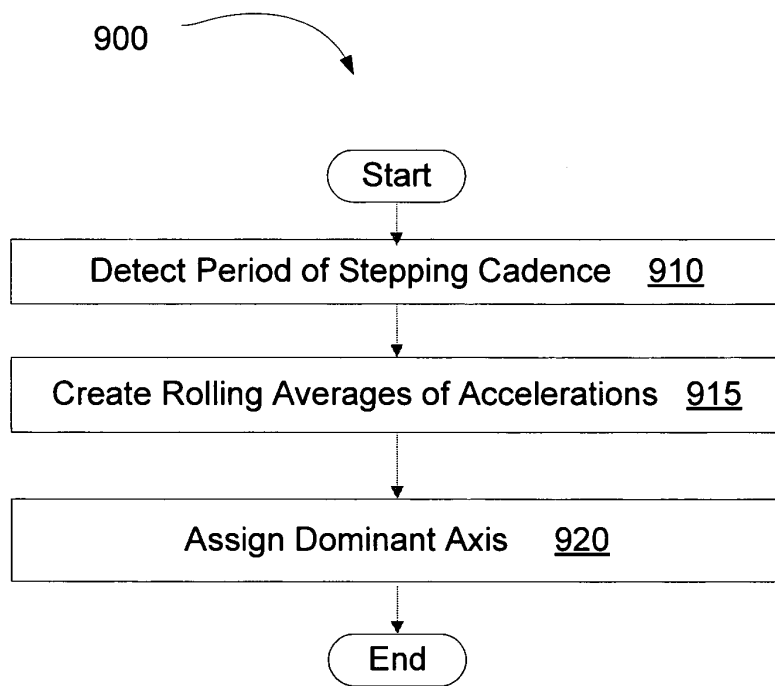 900
Start
Detect Period of Stepping Cadence 910
Create Rolling Averages of Accelerations 915
Assign Dominant Axis 920
End